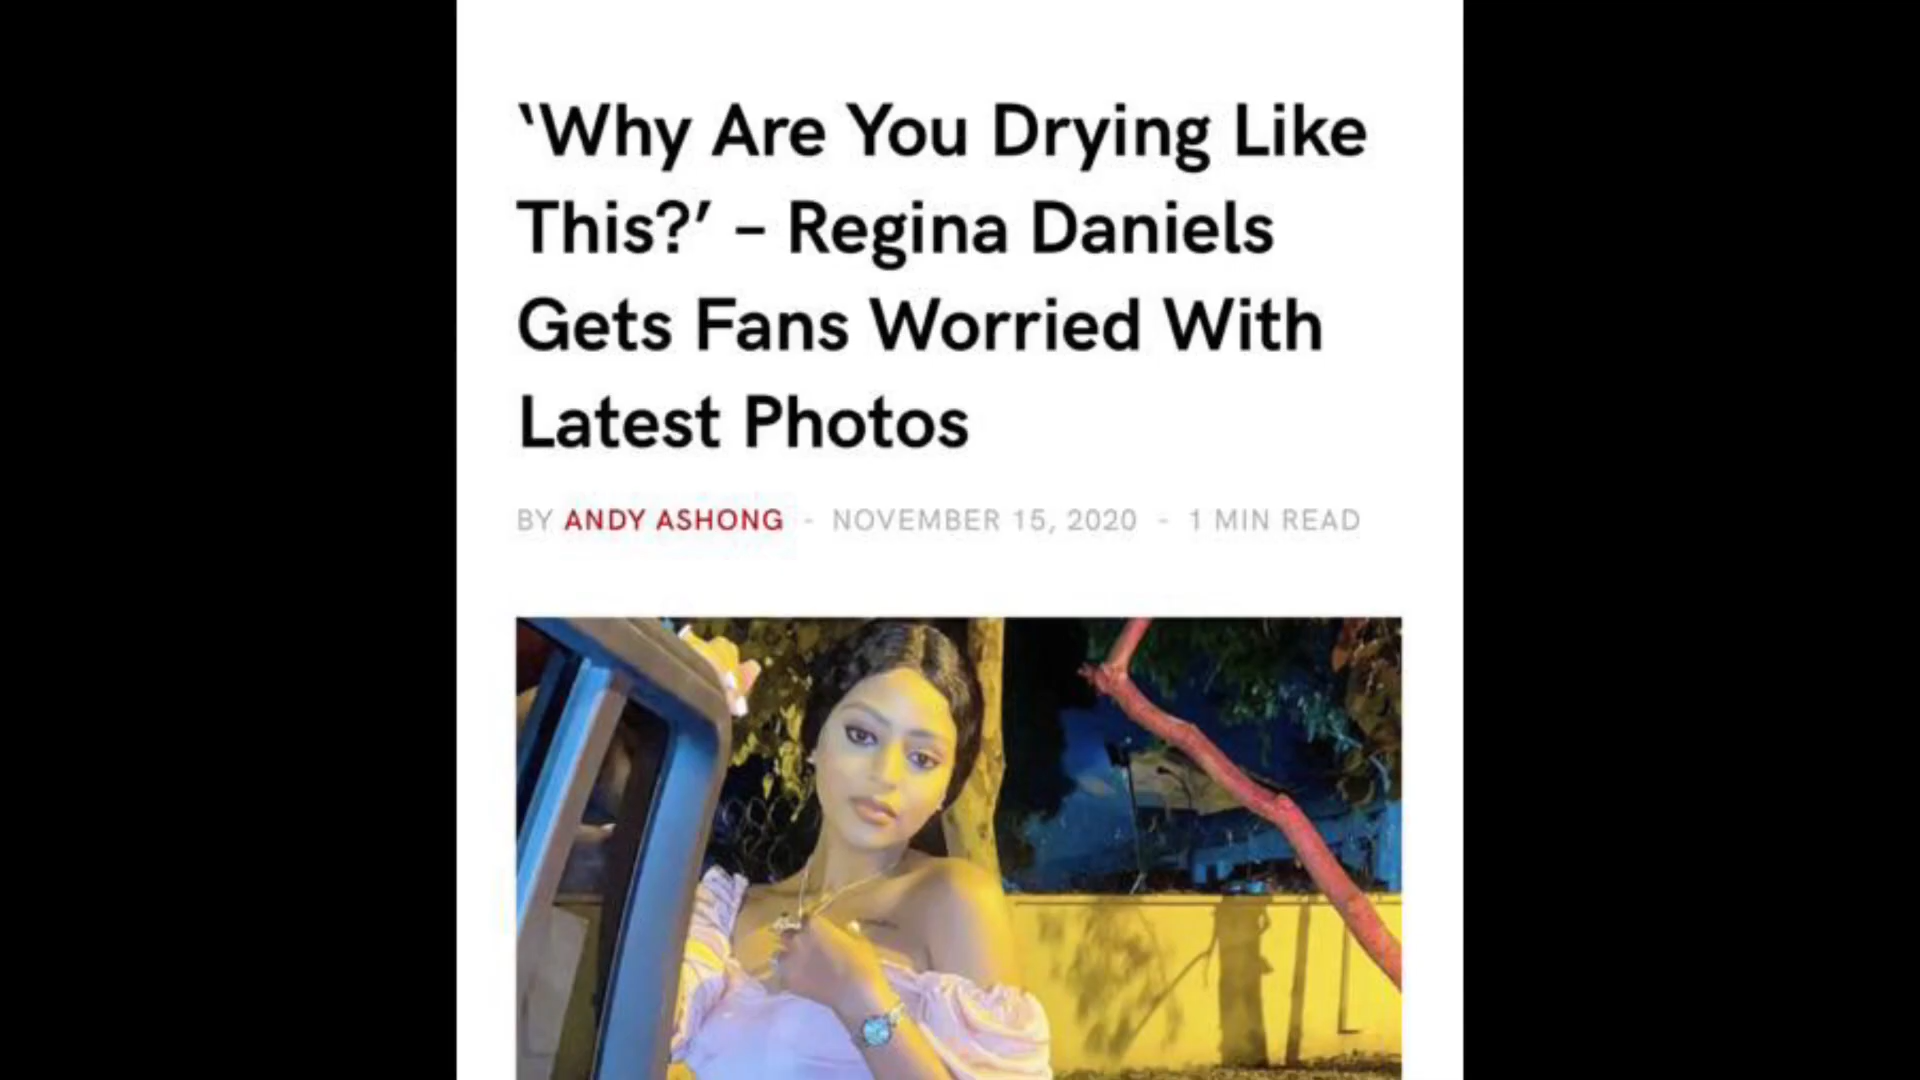 ‘Why Are You Drying Like
This?’ – Regina Daniels
Gets Fans Worried With
Latest Photos
BY ANDY ASHONG - NOVEMBER 15, 2020 - 1 MIN READ